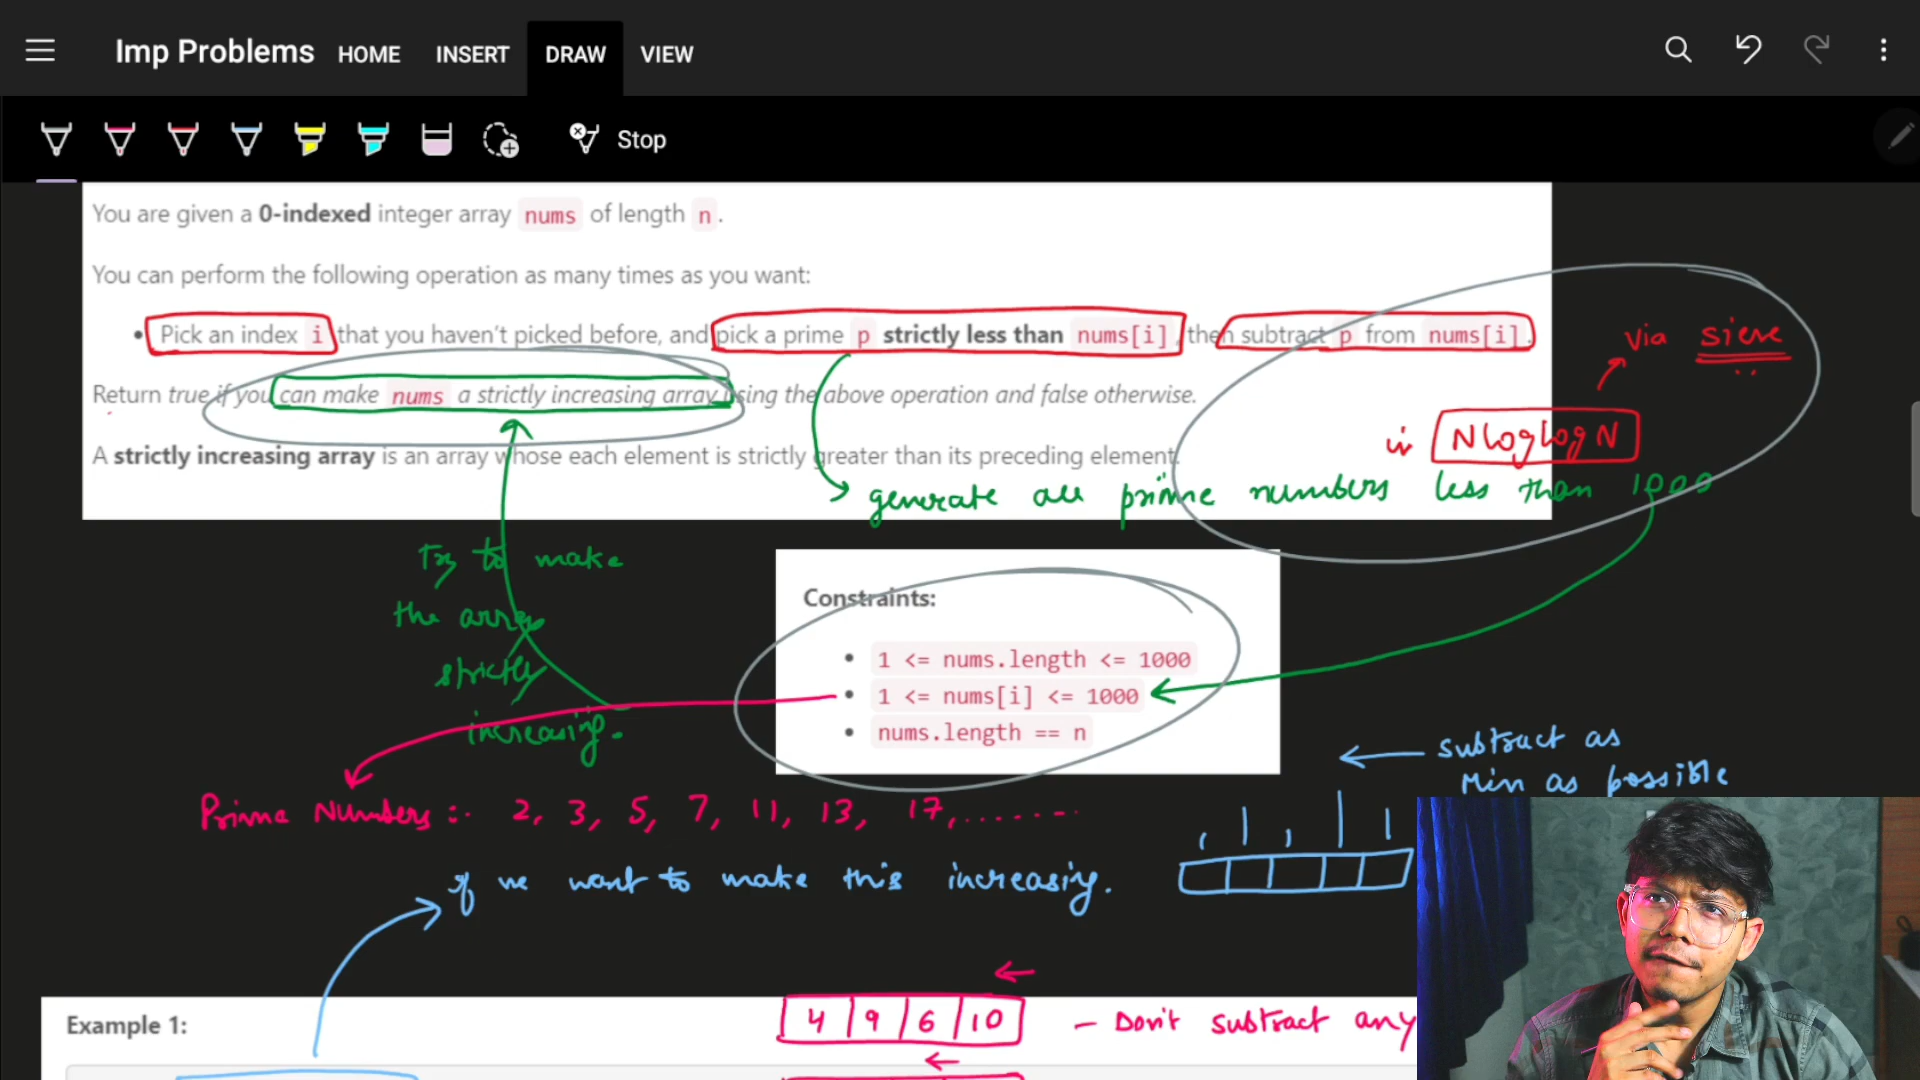 Imp Problems HOME INSERT DRAW VIEW
Stop
You are given a 0-indexed integer array nums of length n.
You can perform the following operation as many times as you want:
• Pick an index i that you haven't picked before, and pick a prime p strictly less than nums[i], then subtract p from nums[i].
via sieve
Return true if you can make nums a strictly increasing array using the above operation and false otherwise.
in NloglogN
A strictly increasing array is an array whose each element is strictly greater than its preceding element.
generate all prime numbers less than 1000
Try to make
the array
strictly
increasing.
Constraints:
• 1 <= nums.length <= 1000
• 1 <= nums[i] <= 1000
• nums.length == n
subtract as
Min as possible
Prime Numbers :- 2, 3, 5, 7, 11, 13, 17, .......
if we want to make this increasing.
Example 1:
4 9 6 10 - Don't subtract any